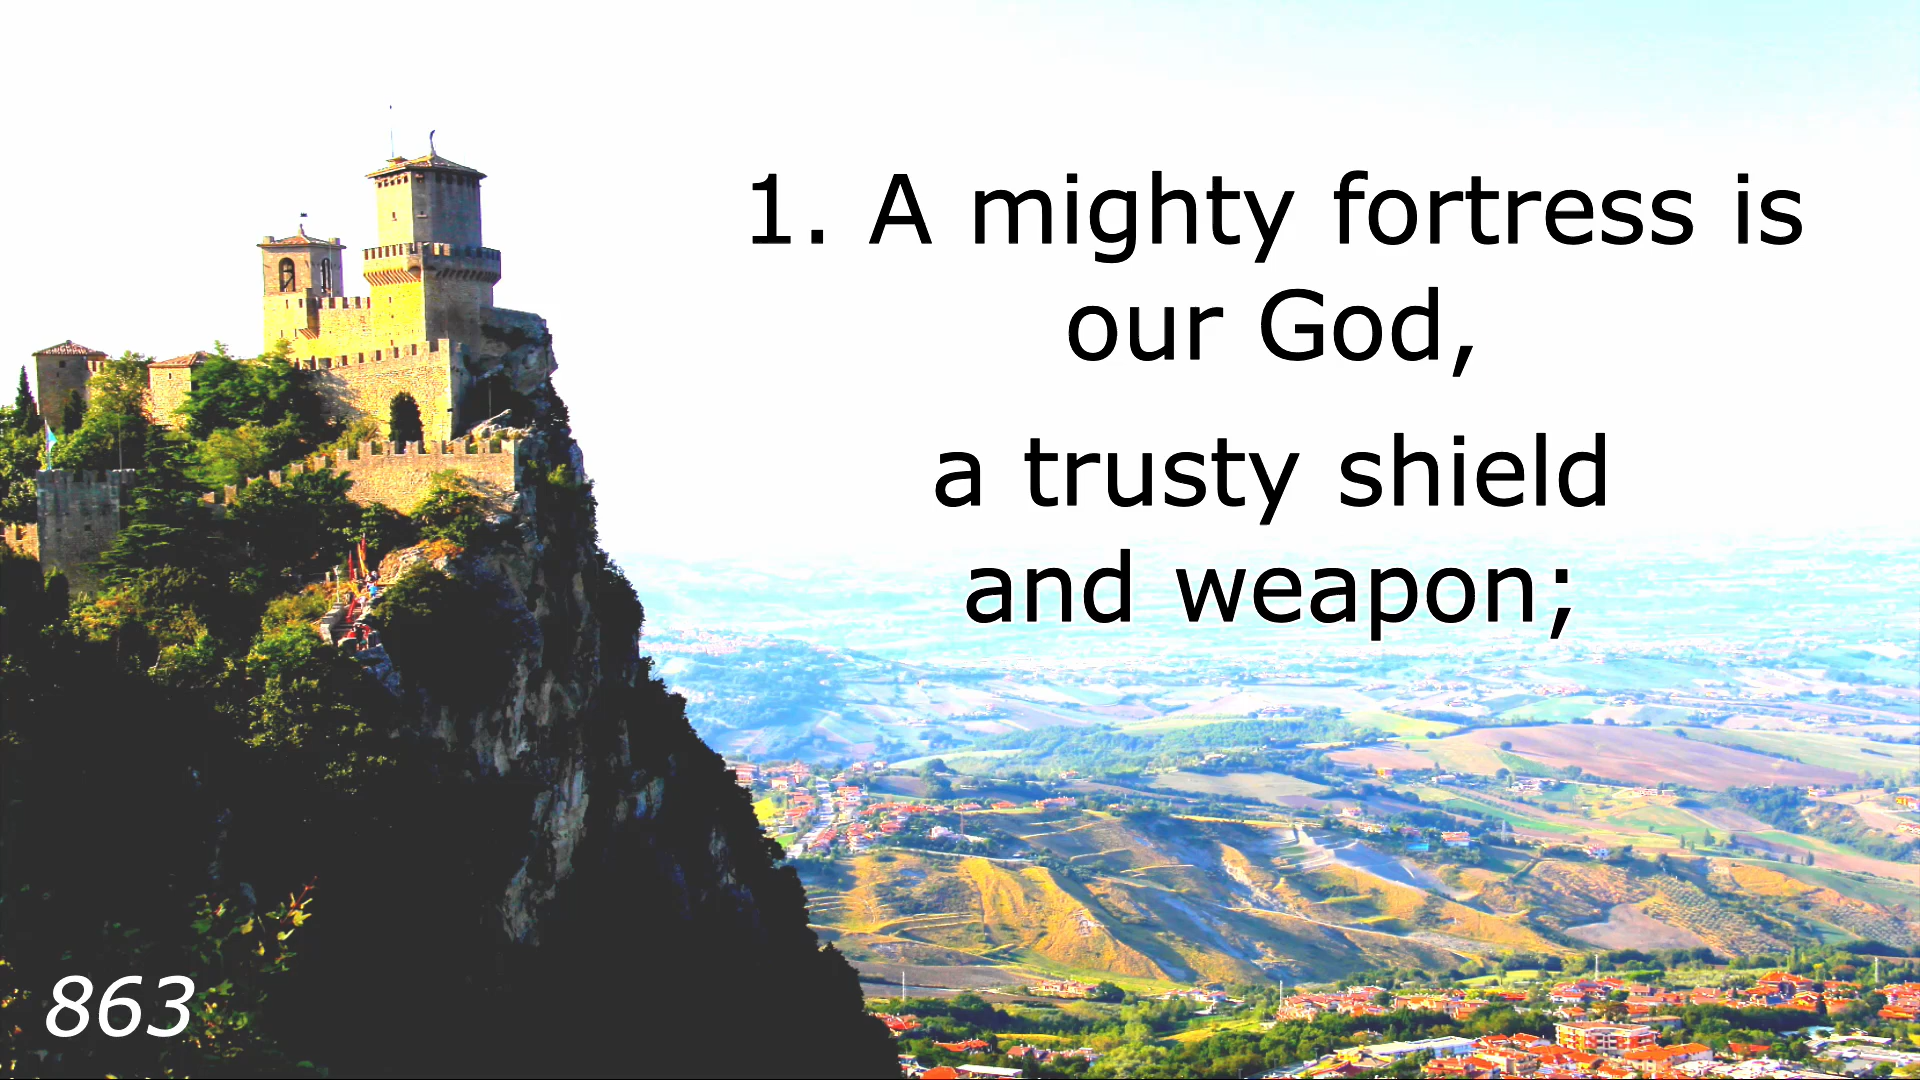 1. A mighty fortress is
our God,
a trusty shield
and weapon;
863